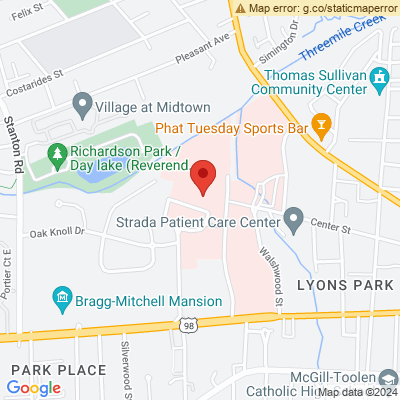 Map error: g.co/staticmaperror
Felix St
Pleasant Ave
Simington Dr
Threemile Creek
Costarides St
Thomas Sullivan
Community Center
Village at Midtown
Phat Tuesday Sports Bar
Stanton Rd
Richardson Park /
Day lake (Reverend...
Strada Patient Care Center
Center St
Oak Knoll Dr
Walshwood St
Portier Ct E
LYONS PARK
Bragg-Mitchell Mansion
98
Silverwood St
PARK PLACE
McGill-Toolen
Catholic High
Google
Map data ©2024